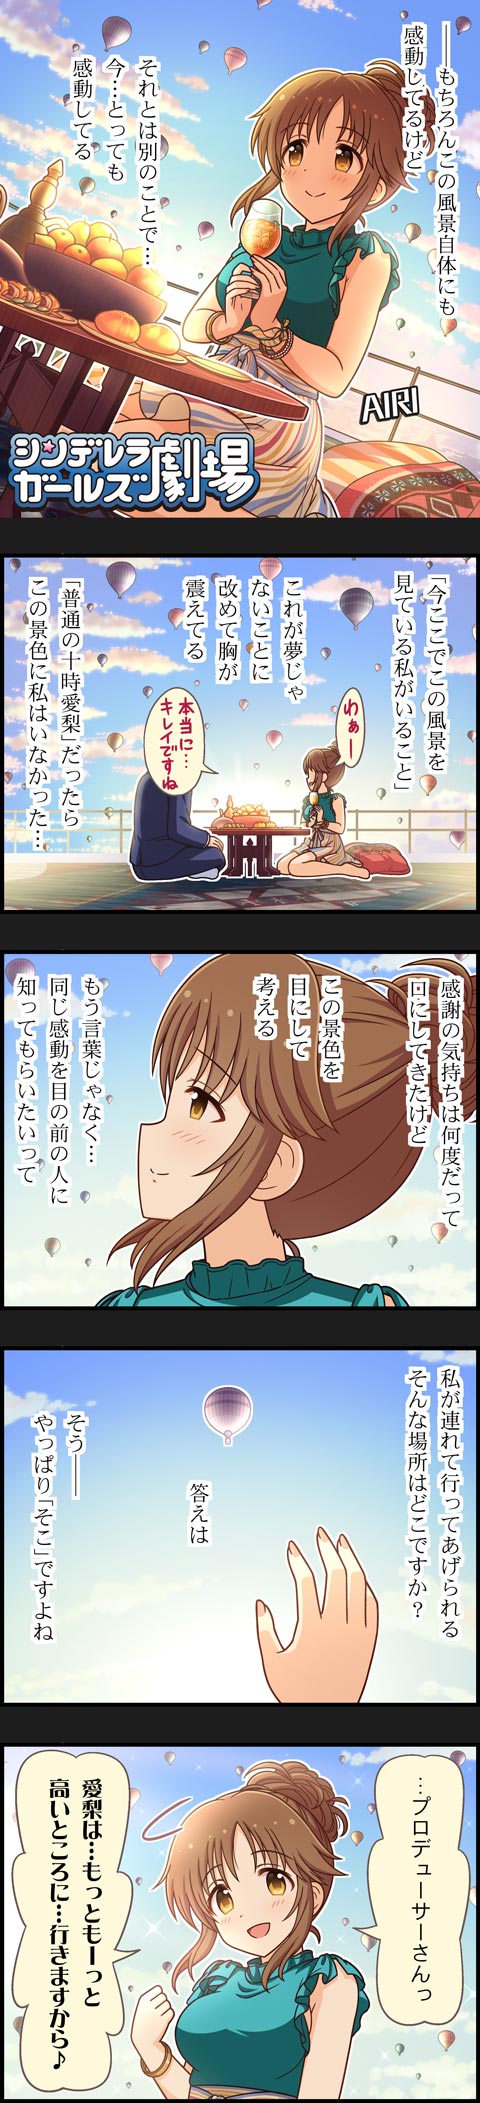 ――もちろんこの風景自体にも
感動してるけど
それとは別のことで…
今…とっても
感動してる
AIRI
シンデレラ
ガールズ劇場
「今ここでこの風景を
見ている私がいること」
これが夢じゃ
ないことに
改めて胸が
震えてる
わぁー
本当に…
キレイですね
「普通の十時愛梨」だったら
この景色に私はいなかった…
感謝の気持ちは何度だって
口にしてきたけど
この景色を
目にして
考える
もう言葉じゃなく…
同じ感動を目の前の人に
知ってもらいたいって
私が連れて行ってあげられる
そんな場所はどこですか？
答えは
そう――
やっぱり「そこ」ですよね
…プロデューサーさんっ
愛梨は…もっともーっと
高いところに…行きますから♪